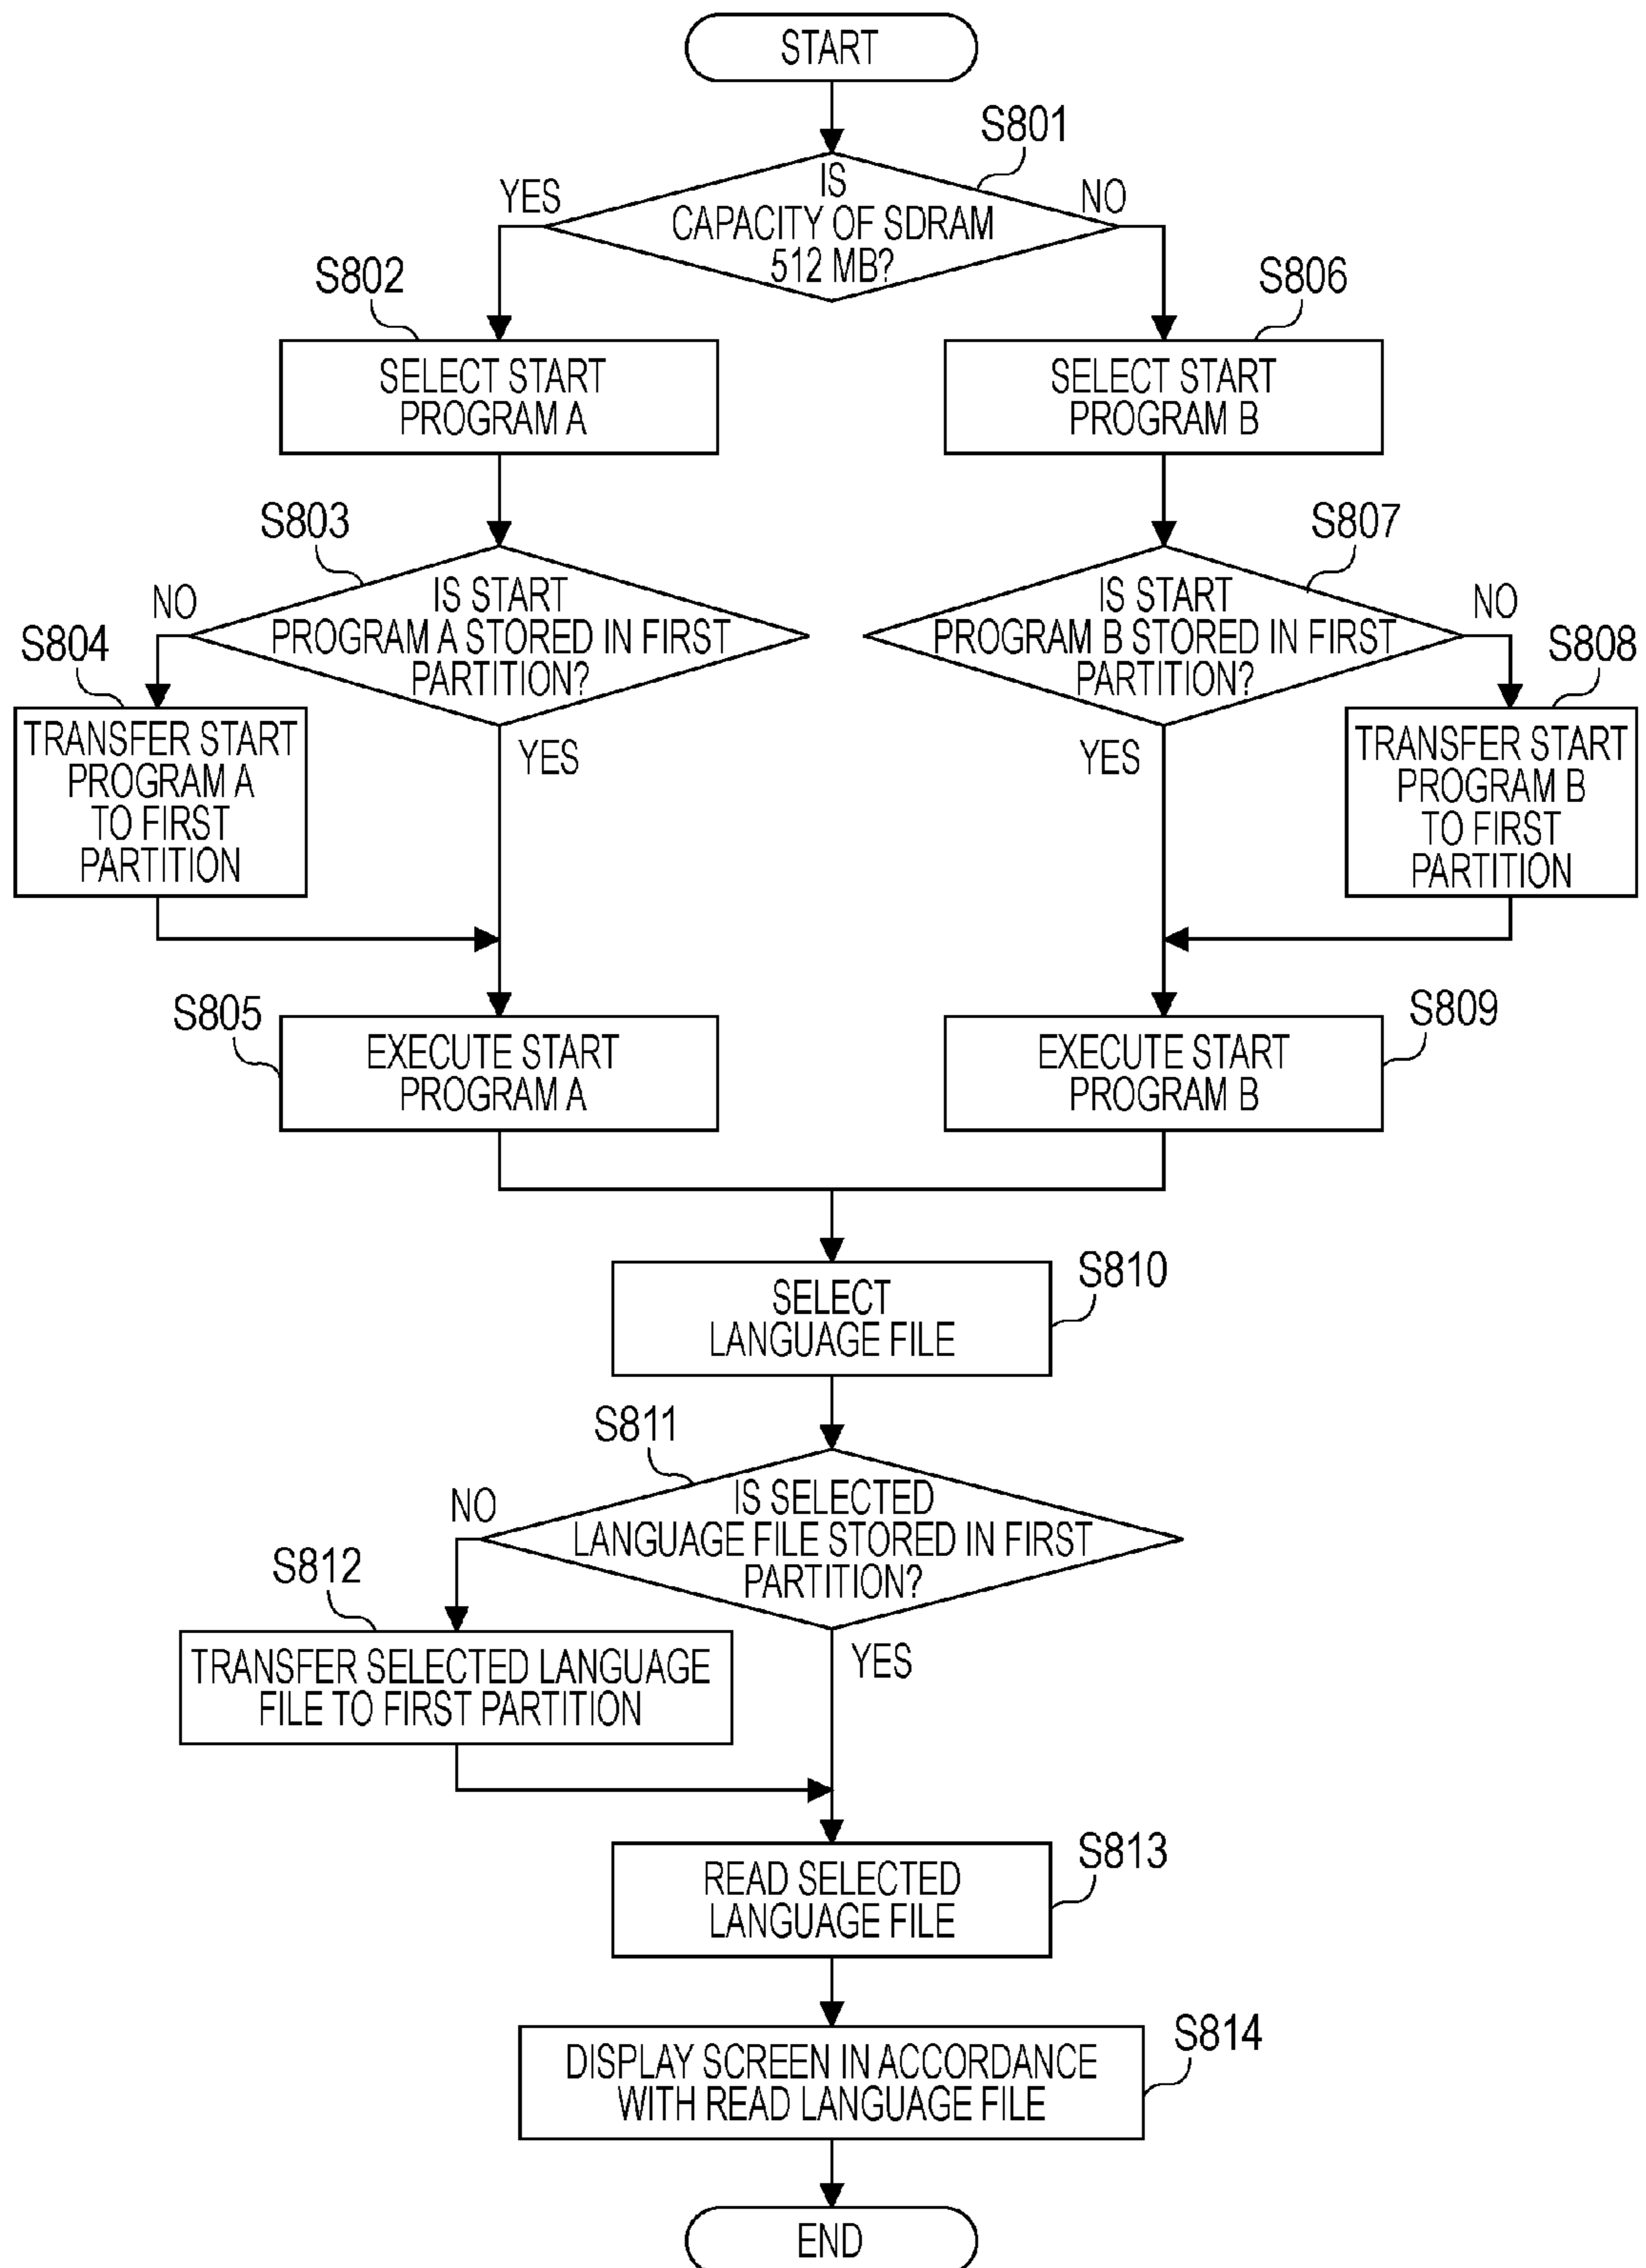 START
S801
YES
NO
IS
CAPACITY OF SDRAM
512 MB?
S802
SELECT START
PROGRAM A
S806
SELECT START
PROGRAM B
S803
NO
IS START
PROGRAM A STORED IN FIRST
PARTITION?
YES
S807
NO
IS START
PROGRAM B STORED IN FIRST
PARTITION?
YES
S804
TRANSFER START
PROGRAM A
TO FIRST
PARTITION
S808
TRANSFER START
PROGRAM B
TO FIRST
PARTITION
S805
EXECUTE START
PROGRAM A
S809
EXECUTE START
PROGRAM B
S810
SELECT
LANGUAGE FILE
S811
NO
IS SELECTED
LANGUAGE FILE STORED IN FIRST
PARTITION?
YES
S812
TRANSFER SELECTED LANGUAGE
FILE TO FIRST PARTITION
S813
READ SELECTED
LANGUAGE FILE
S814
DISPLAY SCREEN IN ACCORDANCE
WITH READ LANGUAGE FILE
END